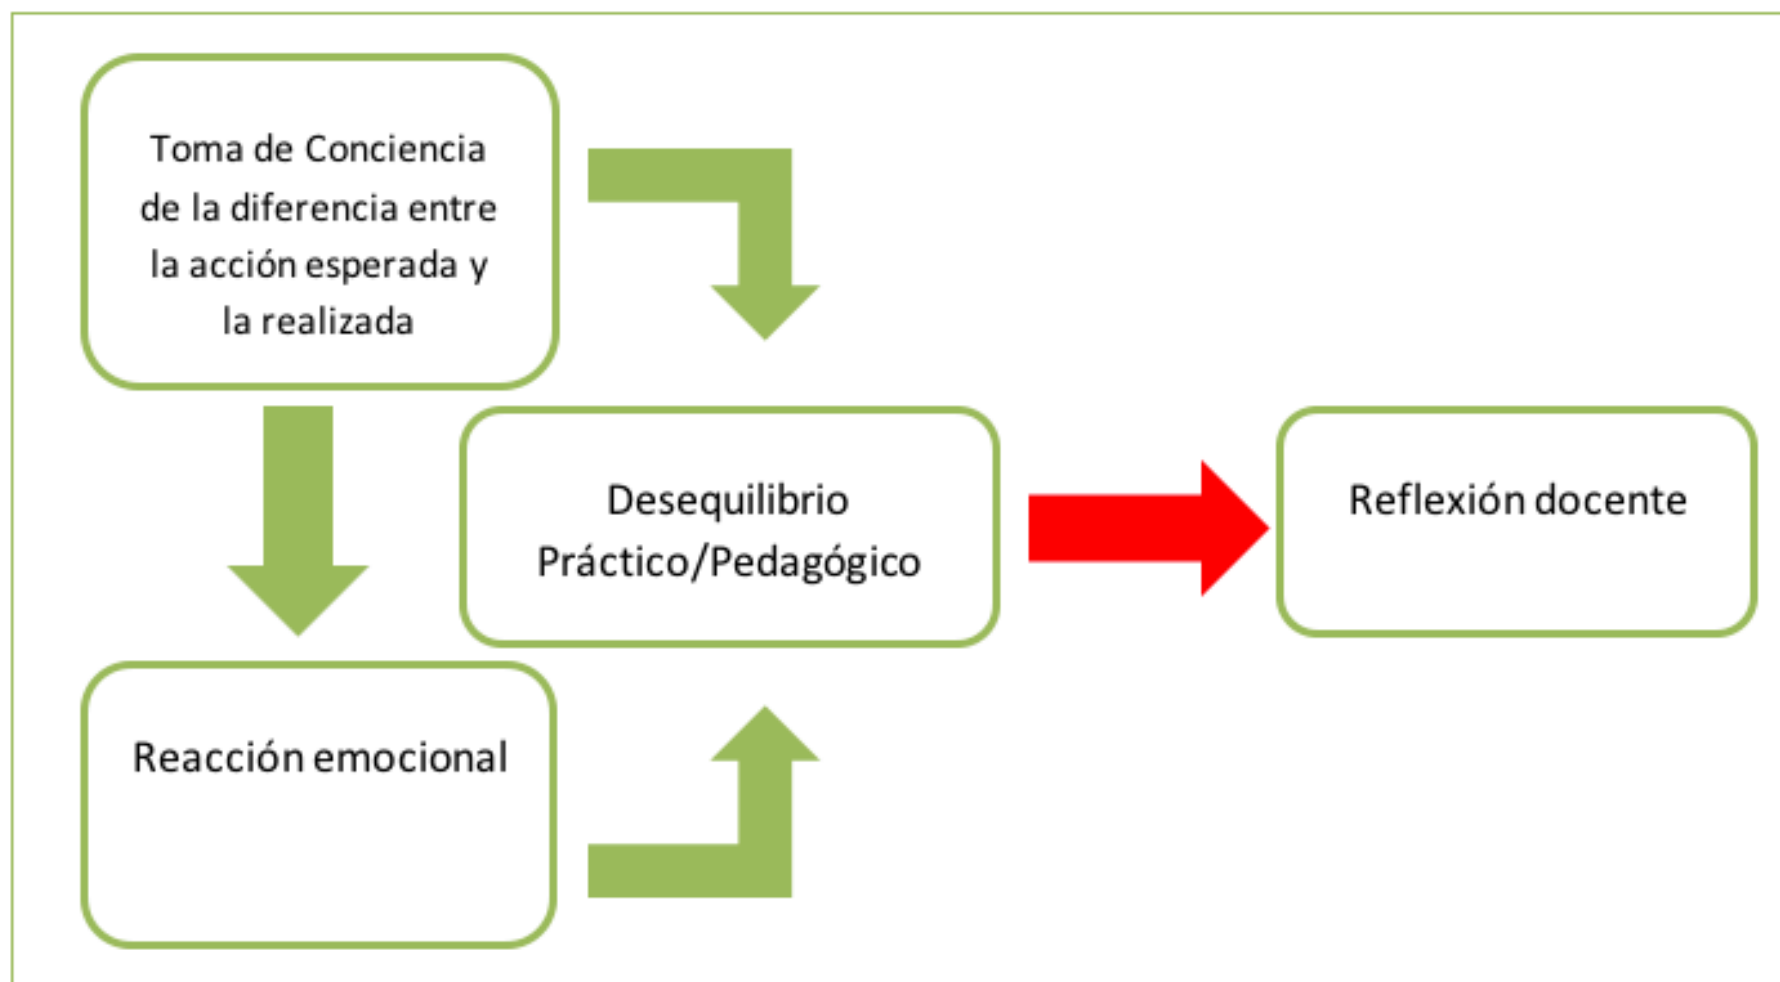 Toma de Conciencia
de la diferencia entre
la acción esperada y
la realizada
Desequilibrio
Práctico/Pedagógico
Reflexión docente
Reacción emocional